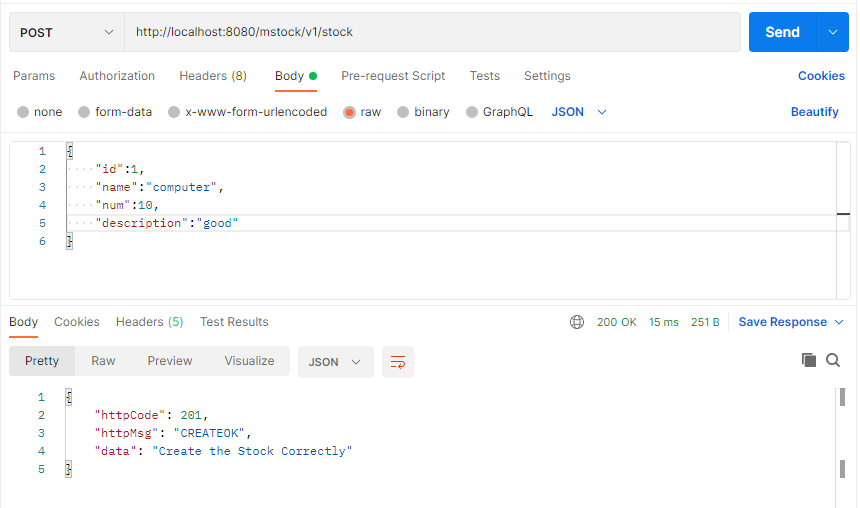 POST http://localhost:8080/mstock/v1/stock Send
Params Authorization Headers (8) Body Pre-request Script Tests Settings Cookies
none form-data x-www-form-urlencoded raw binary GraphQL JSON Beautify
1 {
2 "id":1,
3 "name":"computer",
4 "num":10,
5 "description":"good"
6 }
Body Cookies Headers (5) Test Results 200 OK 15 ms 251 B Save Response
Pretty Raw Preview Visualize JSON
1 {
2 "httpCode": 201,
3 "httpMsg": "CREATEOK",
4 "data": "Create the Stock Correctly"
5 }